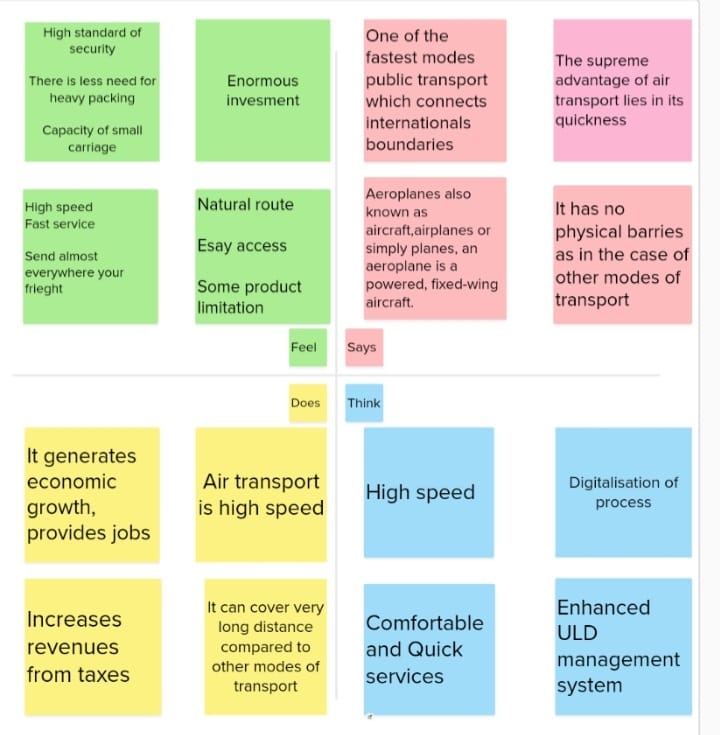 High standard of
security
There is less need for
heavy packing
Capacity of small
carriage
Enormous
invesment
High speed
Fast service
Send almost
everywhere your
frieght
Natural route
Esay access
Some product
limitation
Feel
One of the
fastest modes
public transport
which connects
internationals
boundaries
The supreme
advantage of air
transport lies in its
quickness
Aeroplanes also
known as
aircraft,airplanes or
simply planes, an
aeroplane is a
powered, fixed-wing
aircraft.
It has no
physical barries
as in the case of
other modes of
transport
Says
Does
It generates
economic
growth,
provides jobs
Air transport
is high speed
Increases
revenues
from taxes
It can cover very
long distance
compared to
other modes of
transport
Think
High speed
Digitalisation of
process
Comfortable
and Quick
services
Enhanced
ULD
management
system